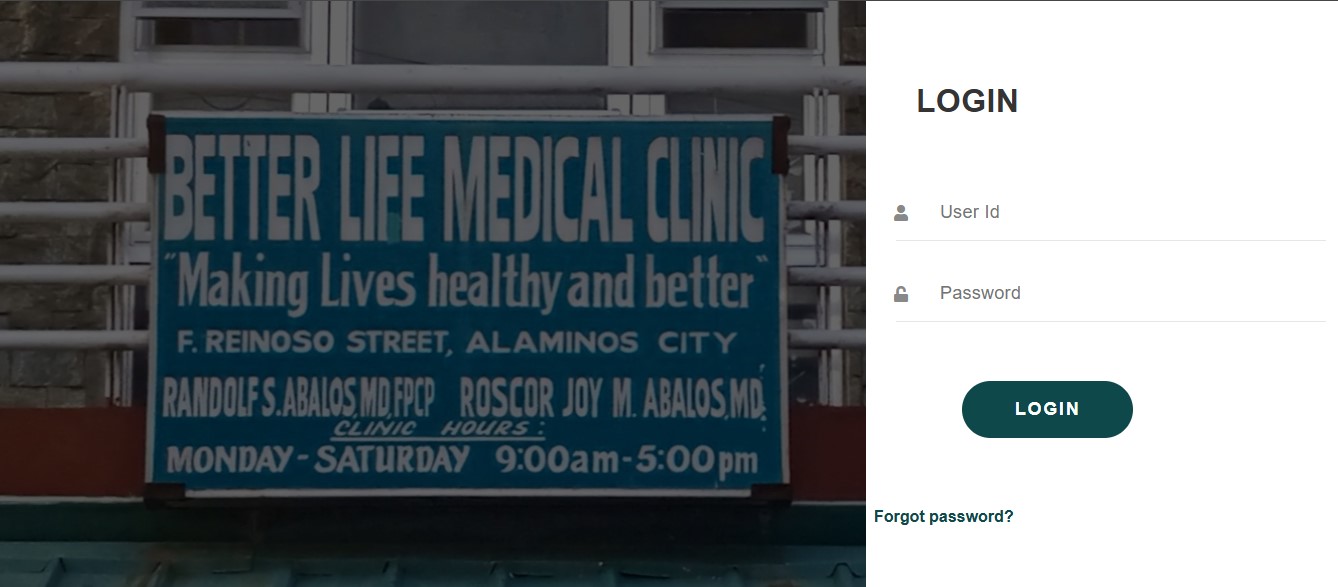 BETTER LIFE MEDICAL CLINIC
"Making Lives healthy and better"
F. REINOSO STREET, ALAMINOS CITY
RANDOLF S. ABALOS, MD, FPCP ROSCOR JOY M. ABALOS, MD.
CLINIC HOURS:
MONDAY - SATURDAY 9:00am - 5:00pm
LOGIN
User Id
Password
LOGIN
Forgot password?